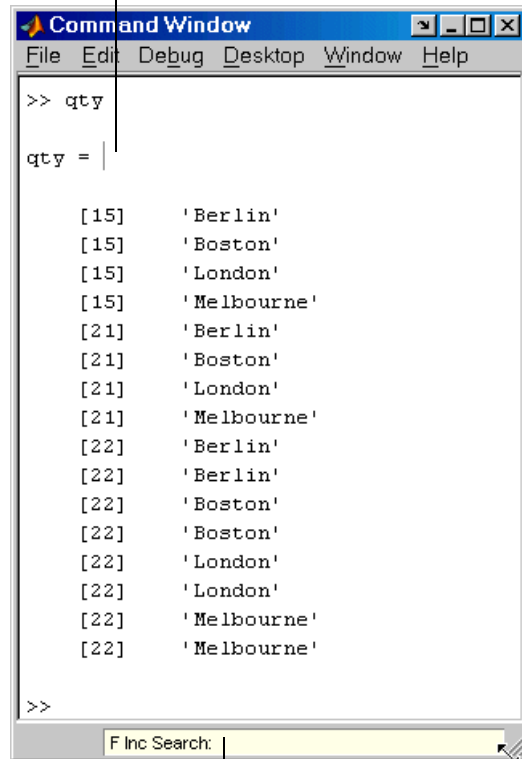 Command Window
File Edit Debug Desktop Window Help
>> qty
qty =
[15] 'Berlin'
[15] 'Boston'
[15] 'London'
[15] 'Melbourne'
[21] 'Berlin'
[21] 'Boston'
[21] 'London'
[21] 'Melbourne'
[22] 'Berlin'
[22] 'Berlin'
[22] 'Boston'
[22] 'Boston'
[22] 'London'
[22] 'London'
[22] 'Melbourne'
[22] 'Melbourne'
>>
F Inc Search: